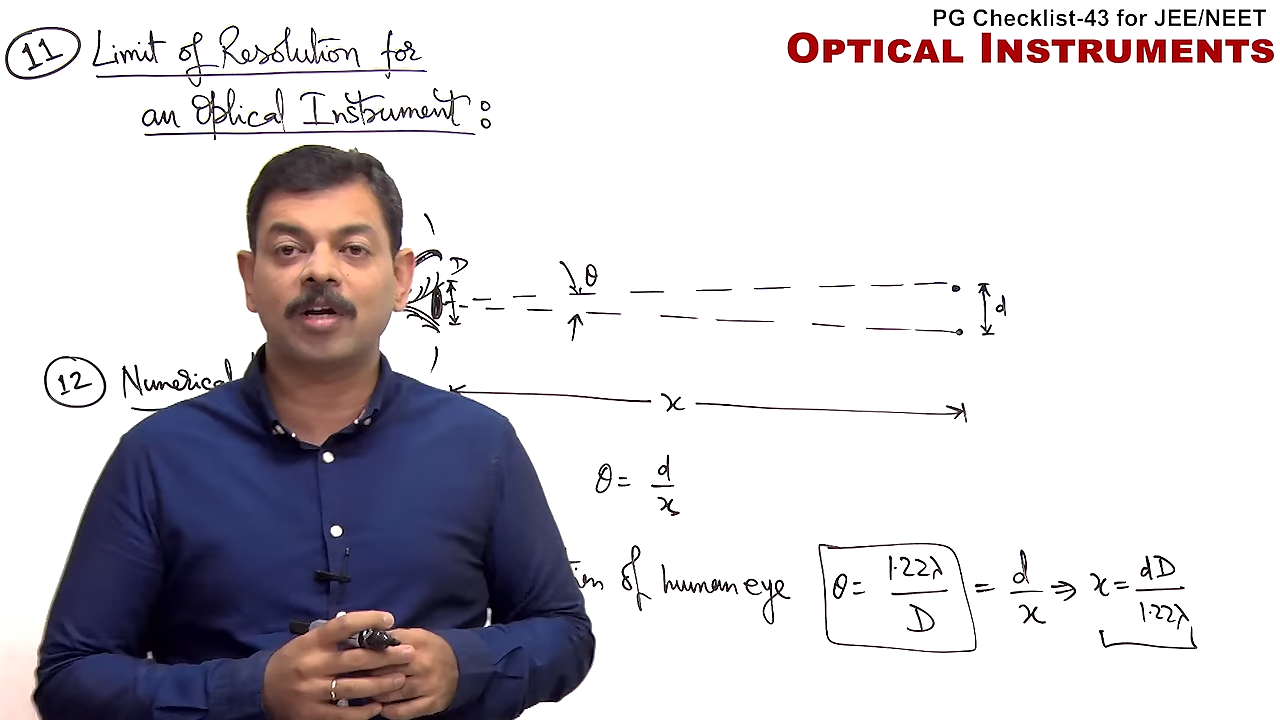 PG Checklist-43 for JEE/NEET
OPTICAL INSTRUMENTS
11 Limit of Resolution for
an Optical Instrument :
D
θ
d
12 Numerical
x
θ = d/x
of human eye θ = 1.22λ/D = d/x ⇒ x = dD/1.22λ